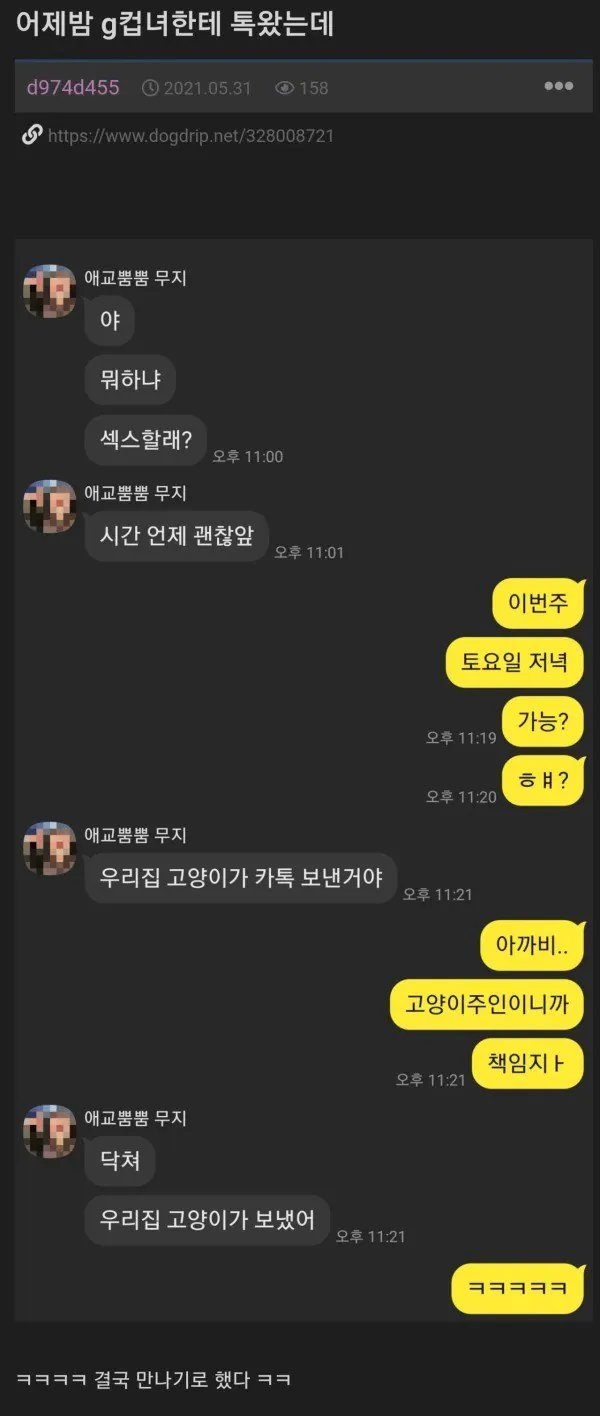 어제밤 g컵녀한테 톡왔는데
d974d455 2021.05.31 158
https://www.dogdrip.net/328008721
애교뿜뿜 무지
야
뭐하냐
섹스할래?
오후 11:00
애교뿜뿜 무지
시간 언제 괜찮앞
오후 11:01
이번주
토요일 저녁
가능?
오후 11:19
ㅎㅒ?
오후 11:20
애교뿜뿜 무지
우리집 고양이가 카톡 보낸거야
오후 11:21
아까비..
고양이주인이니까
책임지ㅏ
오후 11:21
애교뿜뿜 무지
닥쳐
우리집 고양이가 보냈어
오후 11:21
ㅋㅋㅋㅋㅋ
ㅋㅋㅋㅋ 결국 만나기로 했다 ㅋㅋ